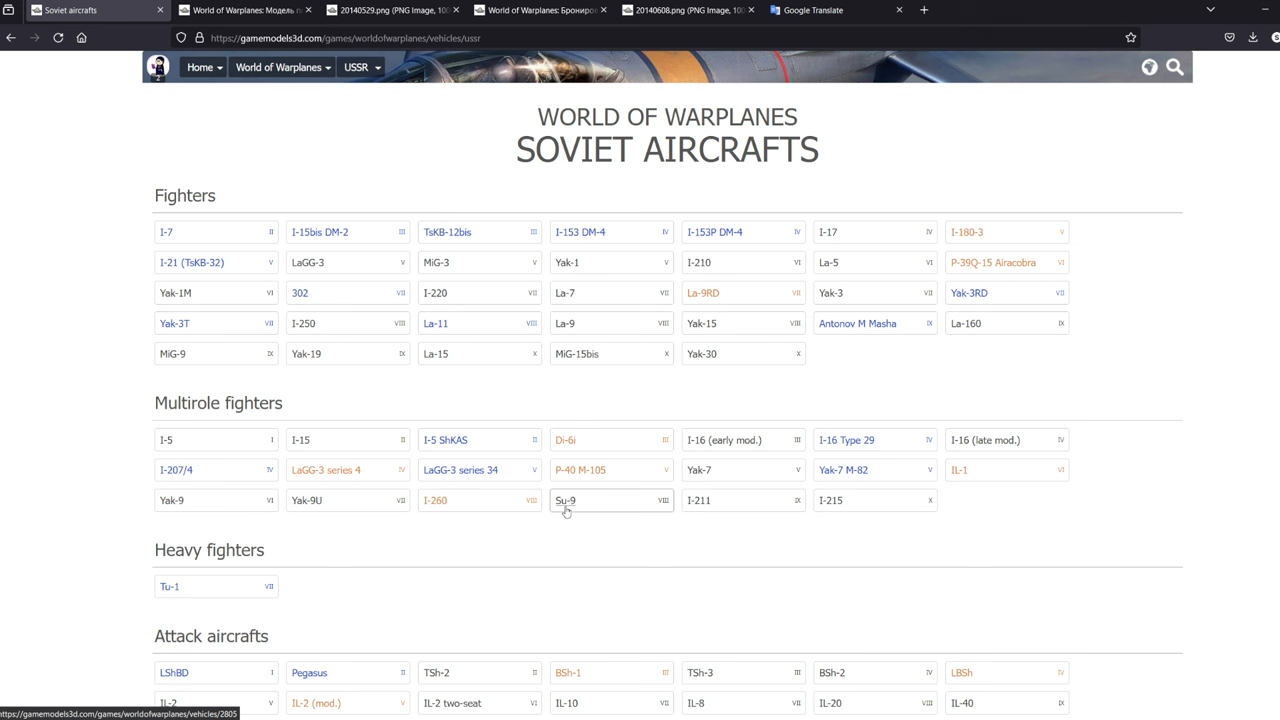 Soviet aircrafts
World of Warplanes: Модель п
20140529.png (PNG Image, 100
World of Warplanes: Брониров
20140608.png (PNG Image, 100
Google Translate
https://gamemodels3d.com/games/worldofwarplanes/vehicles/ussr
2
Home
World of Warplanes
USSR
WORLD OF WARPLANES
SOVIET AIRCRAFTS
Fighters
I-7 II I-15bis DM-2 III TsKB-12bis III I-153 DM-4 IV I-153P DM-4 IV I-17 IV I-180-3 V
I-21 (TsKB-32) V LaGG-3 V MiG-3 V Yak-1 V I-210 VI La-5 VI P-39Q-15 Airacobra VI
Yak-1M VI 302 VII I-220 VII La-7 VII La-9RD VII Yak-3 VII Yak-3RD VII
Yak-3T VII I-250 VIII La-11 VIII La-9 VIII Yak-15 VIII Antonov M Masha IX La-160 IX
MiG-9 IX Yak-19 IX La-15 X MiG-15bis X Yak-30 X
Multirole fighters
I-5 I I-15 II I-5 ShKAS II Di-6i III I-16 (early mod.) III I-16 Type 29 IV I-16 (late mod.) IV
I-207/4 IV LaGG-3 series 4 IV LaGG-3 series 34 V P-40 M-105 V Yak-7 V Yak-7 M-82 V IL-1 VI
Yak-9 VI Yak-9U VII I-260 VIII Su-9 VIII I-211 IX I-215 X
Heavy fighters
Tu-1 VII
Attack aircrafts
LShBD I Pegasus II TSh-2 II BSh-1 III TSh-3 III BSh-2 IV LBSh IV
IL-2 V IL-2 (mod.) V IL-2 two-seat VI IL-10 VII IL-8 VII IL-20 VIII IL-40 IX
https://gamemodels3d.com/games/worldofwarplanes/vehicles/2805